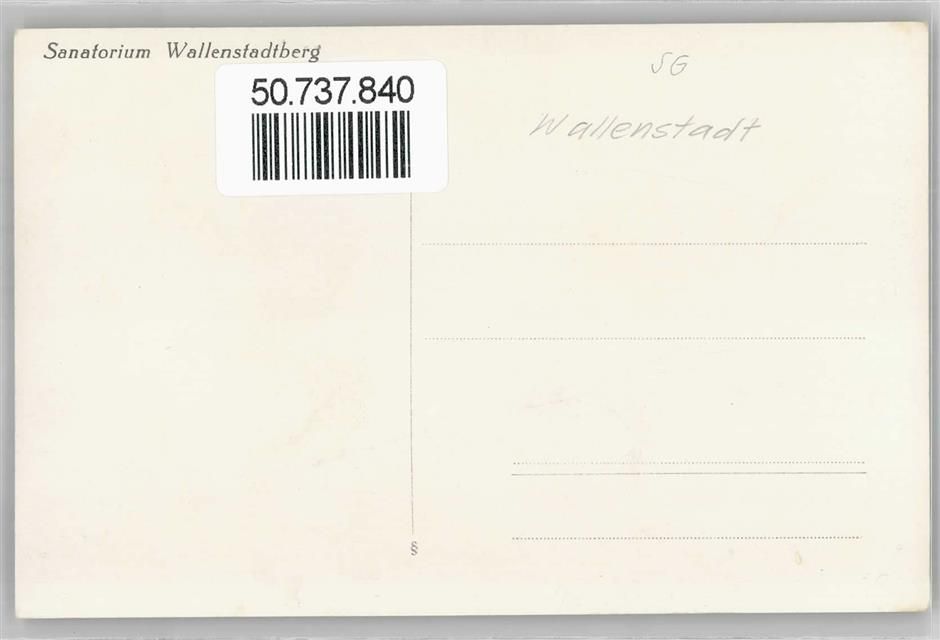 Sanatorium Wallenstadtberg
50.737.840
SG
Wallenstadt
§